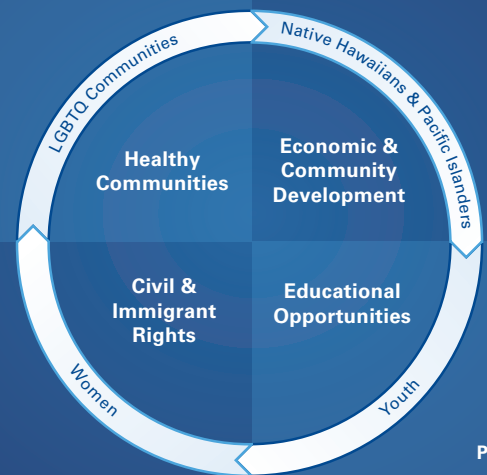 LGBTQ Communities
Native Hawaiians & Pacific Islanders
Healthy
Communities
Economic &
Community
Development
Civil &
Immigrant
Rights
Educational
Opportunities
Women
Youth
P